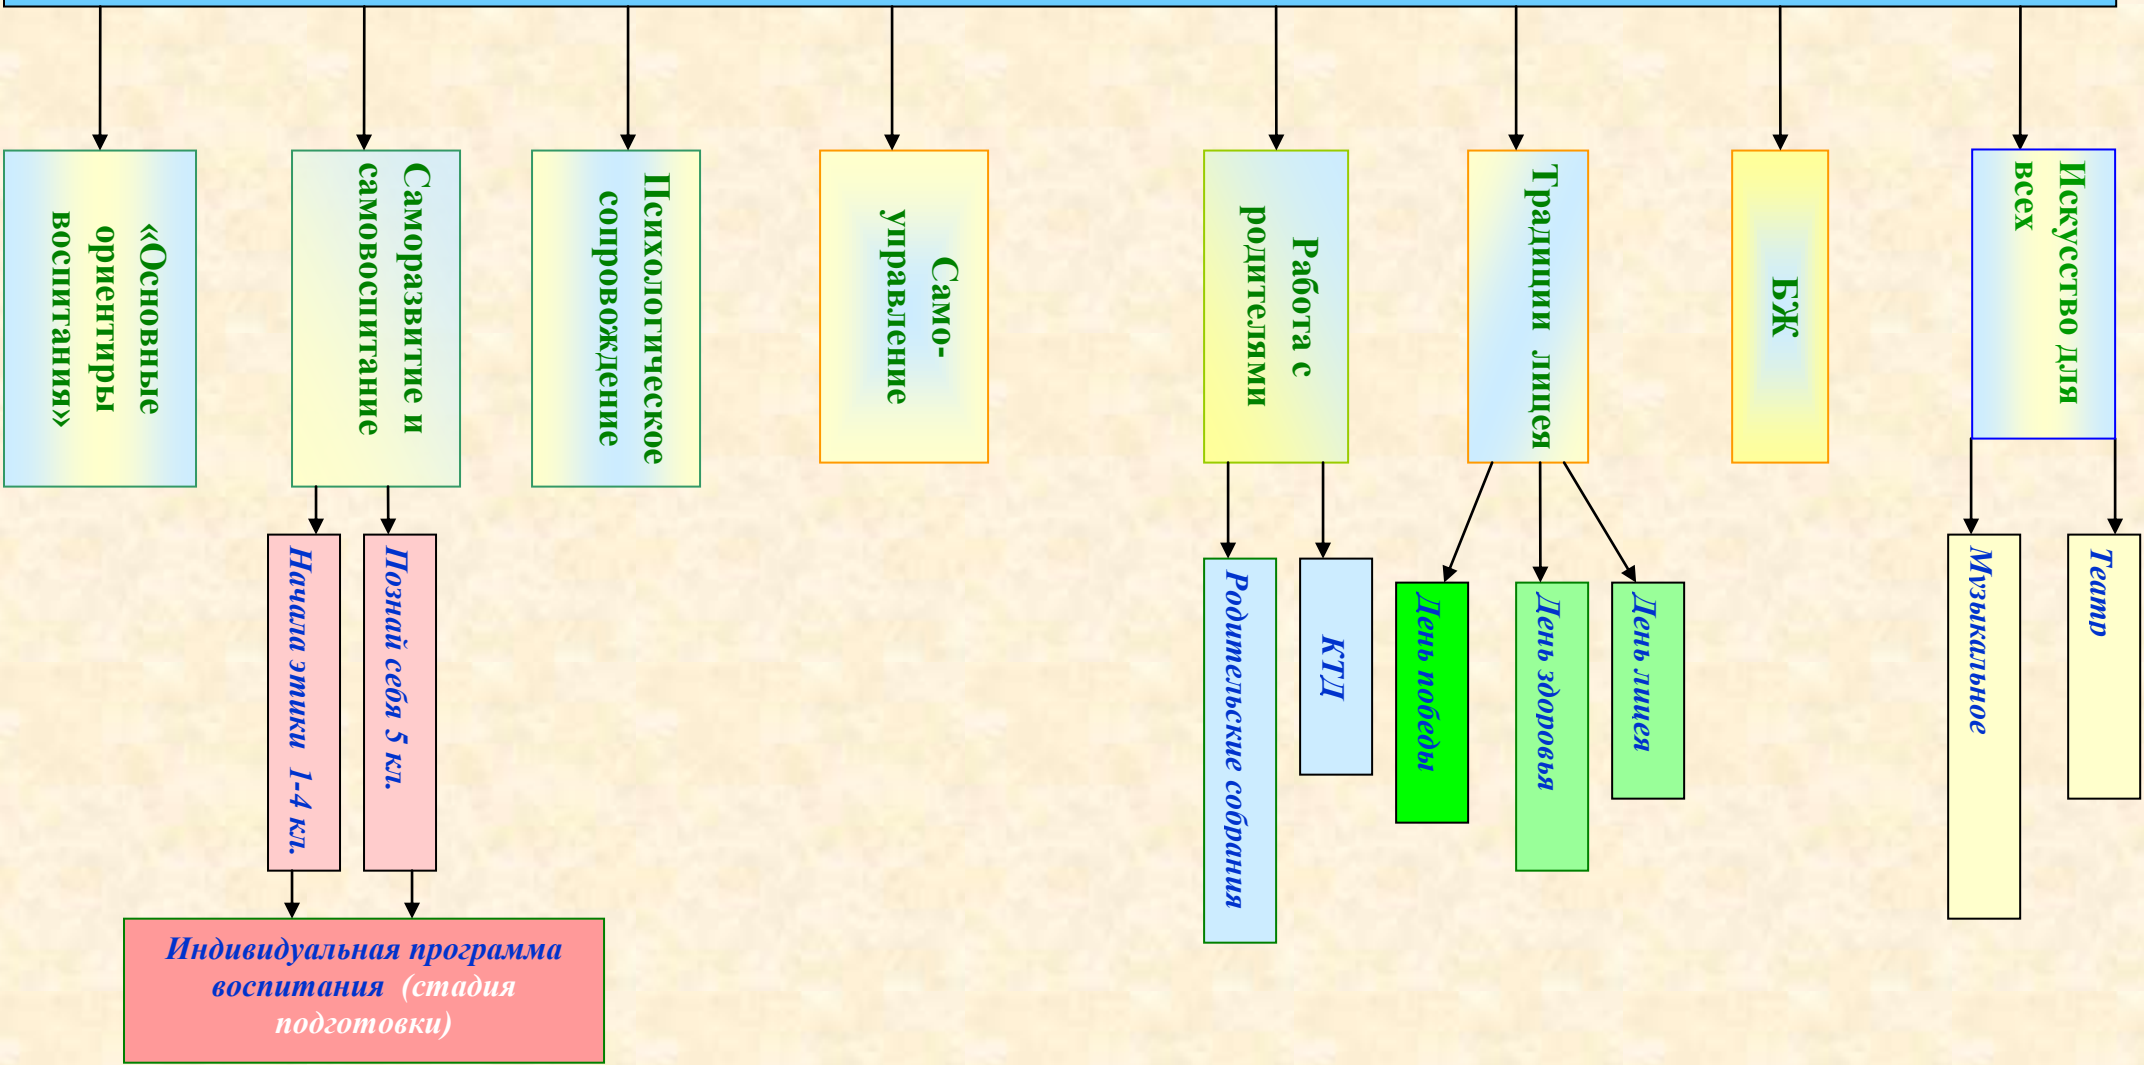 «Основные
ориентиры
воспитания»
Саморазвитие и
самовоспитание
Психологическое
сопровождение
Само-
управление
Работа с
родителями
Традиции лицея
БЖ
Искусство для
всех
Начала этики 1-4 кл.
Познай себя 5 кл.
Родительские собрания
КТД
День победы
День здоровья
День лицея
Музыкальное
Театр
Индивидуальная программа
воспитания (стадия
подготовки)